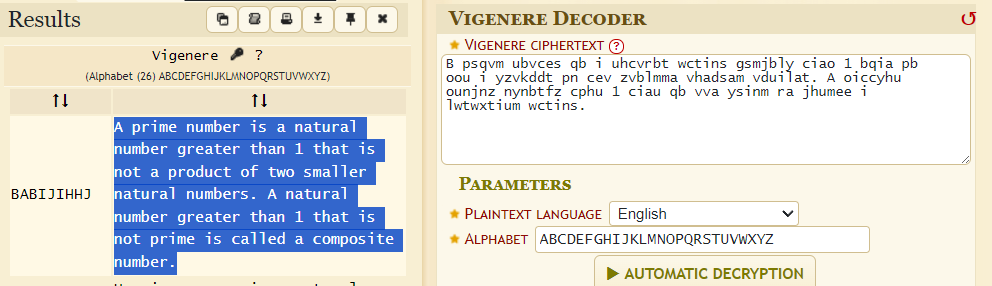 Results
Vigenere ?
(Alphabet (26) ABCDEFGHIJKLMNOPQRSTUVWXYZ)
↑↓ ↑↓
BABIJIHHJ
A prime number is a natural
number greater than 1 that is
not a product of two smaller
natural numbers. A natural
number greater than 1 that is
not prime is called a composite
number.
VIGENERE DECODER
VIGENERE CIPHERTEXT ?
B psqvm ubvces qb i uhcvrbt wctins gsmjbly ciao 1 bqia pb
oou i yzvkddt pn cev zvblmma vhadsam vduilat. A oiccyhu
ounjnz nynbtfz cphu 1 ciau qb vva ysinm ra jhumee i
lwtwxtium wctins.
PARAMETERS
PLAINTEXT LANGUAGE English
ALPHABET ABCDEFGHIJKLMNOPQRSTUVWXYZ
▶ AUTOMATIC DECRYPTION